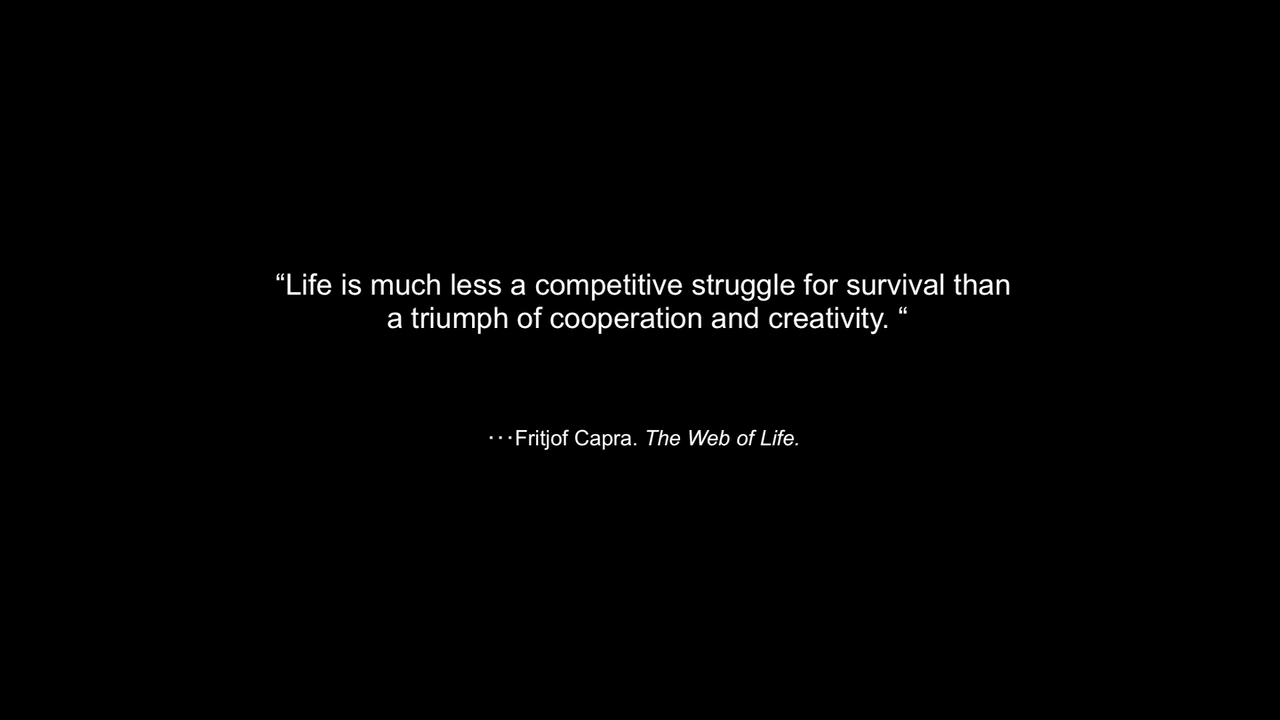 “Life is much less a competitive struggle for survival than
a triumph of cooperation and creativity. “
···Fritjof Capra. The Web of Life.